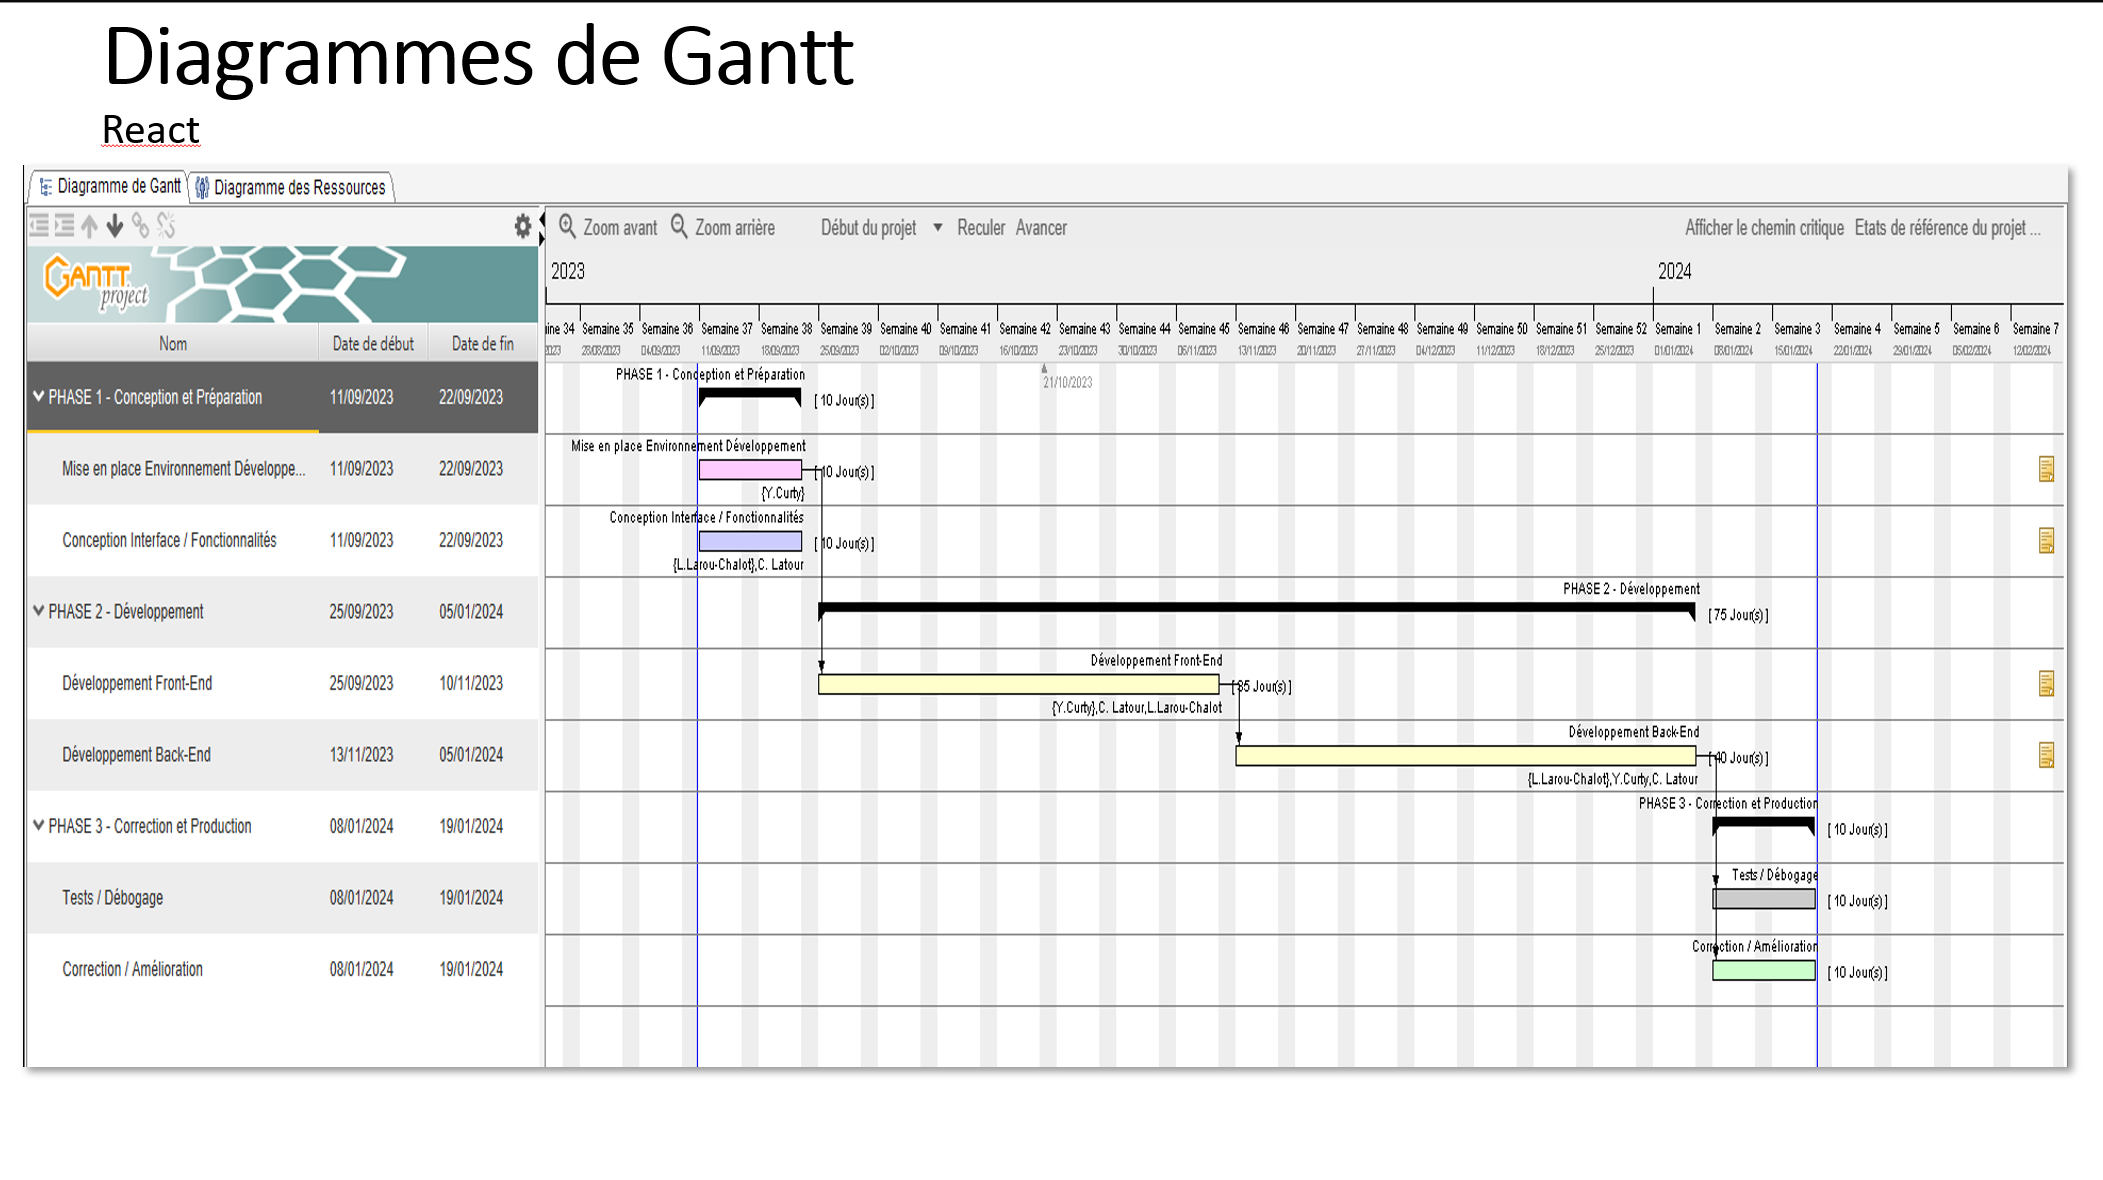 Diagrammes de Gantt
React
Diagramme de Gantt Diagramme des Ressources
Zoom avant Zoom arrière Début du projet Reculer Avancer Afficher le chemin critique Etats de référence du projet ...
GANTT project
2023 2024
ine 34 Semaine 35 Semaine 36 Semaine 37 Semaine 38 Semaine 39 Semaine 40 Semaine 41 Semaine 42 Semaine 43 Semaine 44 Semaine 45 Semaine 46 Semaine 47 Semaine 48 Semaine 49 Semaine 50 Semaine 51 Semaine 52 Semaine 1 Semaine 2 Semaine 3 Semaine 4 Semaine 5 Semaine 6 Semaine 7
2023 28/08/2023 04/09/2023 11/09/2023 18/09/2023 25/09/2023 02/10/2023 09/10/2023 16/10/2023 23/10/2023 30/10/2023 06/11/2023 13/11/2023 20/11/2023 27/11/2023 04/12/2023 11/12/2023 18/12/2023 25/12/2023 01/01/2024 08/01/2024 15/01/2024 22/01/2024 29/01/2024 05/02/2024 12/02/2024
Nom Date de début Date de fin
21/10/2023
PHASE 1 - Conception et Préparation 11/09/2023 22/09/2023
PHASE 1 - Conception et Préparation
[ 10 Jour(s) ]
Mise en place Environnement Développe... 11/09/2023 22/09/2023
Mise en place Environnement Développement
[ 10 Jour(s) ]
{Y.Curty}
Conception Interface / Fonctionnalités 11/09/2023 22/09/2023
Conception Interface / Fonctionnalités
[ 10 Jour(s) ]
{L.Larou-Chalot},C. Latour
PHASE 2 - Développement 25/09/2023 05/01/2024
PHASE 2 - Développement
[ 75 Jour(s) ]
Développement Front-End 25/09/2023 10/11/2023
Développement Front-End
[ 35 Jour(s) ]
{Y.Curty},C. Latour,L.Larou-Chalot
Développement Back-End 13/11/2023 05/01/2024
Développement Back-End
[ 40 Jour(s) ]
{L.Larou-Chalot},Y.Curty,C. Latour
PHASE 3 - Correction et Production 08/01/2024 19/01/2024
PHASE 3 - Correction et Production
[ 10 Jour(s) ]
Tests / Débogage 08/01/2024 19/01/2024
Tests / Débogage
[ 10 Jour(s) ]
Correction / Amélioration 08/01/2024 19/01/2024
Correction / Amélioration
[ 10 Jour(s) ]